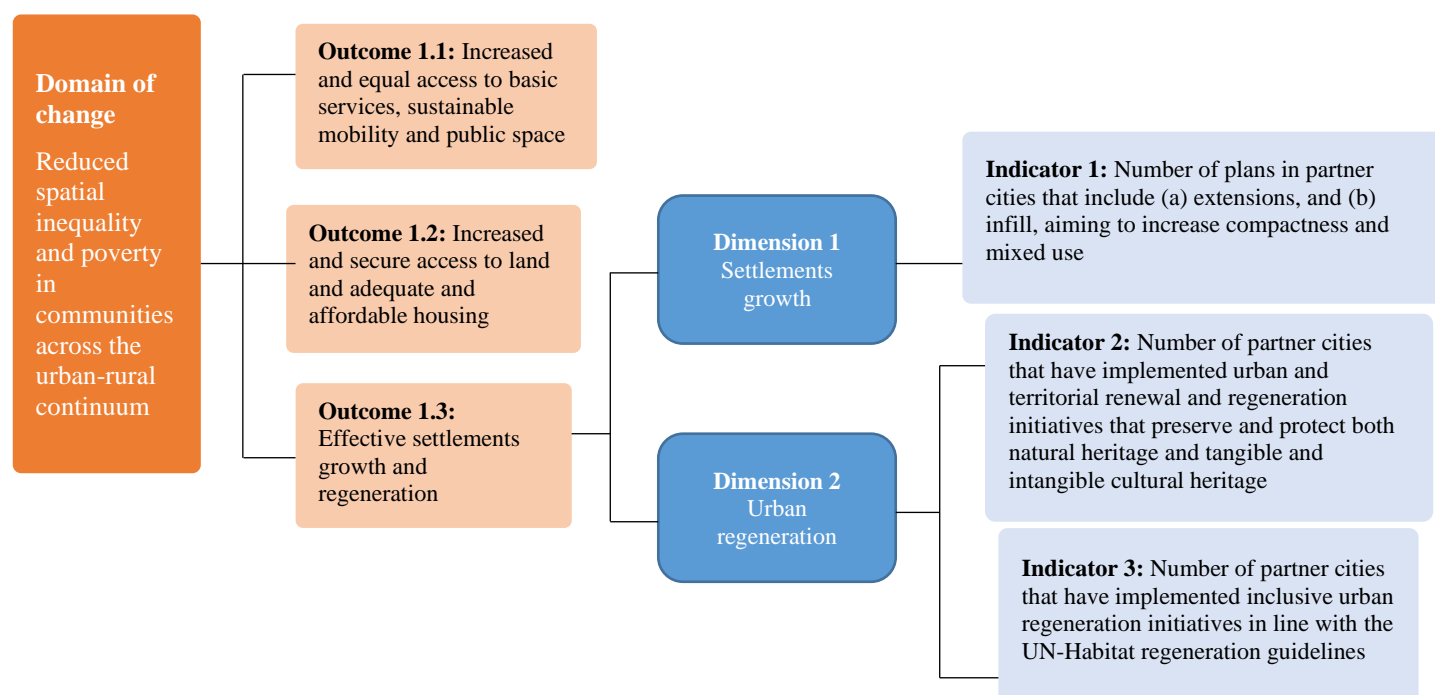 Domain of
change
Reduced
spatial
inequality
and poverty
in
communities
across the
urban-rural
continuum
Outcome 1.1: Increased
and equal access to basic
services, sustainable
mobility and public space
Outcome 1.2: Increased
and secure access to land
and adequate and
affordable housing
Outcome 1.3:
Effective settlements
growth and
regeneration
Dimension 1
Settlements
growth
Dimension 2
Urban
regeneration
Indicator 1: Number of plans in partner
cities that include (a) extensions, and (b)
infill, aiming to increase compactness and
mixed use
Indicator 2: Number of partner cities
that have implemented urban and
territorial renewal and regeneration
initiatives that preserve and protect both
natural heritage and tangible and
intangible cultural heritage
Indicator 3: Number of partner cities
that have implemented inclusive urban
regeneration initiatives in line with the
UN-Habitat regeneration guidelines